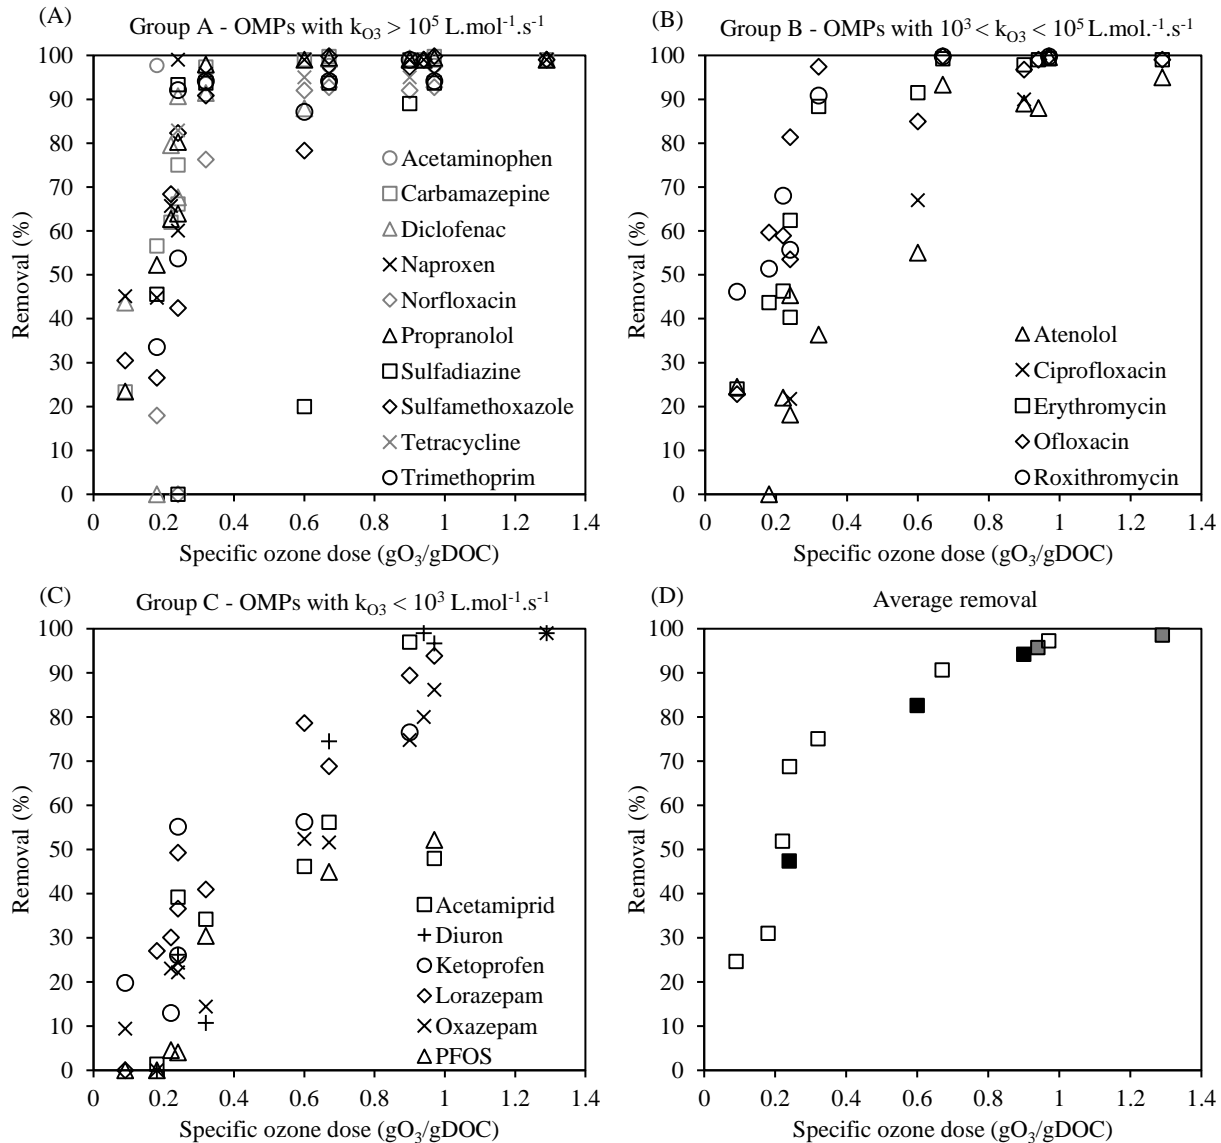 (A)
Group A - OMPs with kO3 > 10⁵ L.mol⁻¹.s⁻¹
100
90
80
70
60
50
40
30
20
10
0
Removal (%)
Acetaminophen
Carbamazepine
Diclofenac
Naproxen
Norfloxacin
Propranolol
Sulfadiazine
Sulfamethoxazole
Tetracycline
Trimethoprim
0 0.2 0.4 0.6 0.8 1 1.2 1.4
Specific ozone dose (gO₃/gDOC)
(B)
Group B - OMPs with 10³ < kO3 < 10⁵ L.mol.⁻¹.s⁻¹
100
90
80
70
60
50
40
30
20
10
0
Removal (%)
Atenolol
Ciprofloxacin
Erythromycin
Ofloxacin
Roxithromycin
0 0.2 0.4 0.6 0.8 1 1.2 1.4
Specific ozone dose (gO₃/gDOC)
(C)
Group C - OMPs with kO3 < 10³ L.mol⁻¹.s⁻¹
100
90
80
70
60
50
40
30
20
10
0
Removal (%)
Acetamiprid
Diuron
Ketoprofen
Lorazepam
Oxazepam
PFOS
0 0.2 0.4 0.6 0.8 1 1.2 1.4
Specific ozone dose (gO₃/gDOC)
(D)
Average removal
100
90
80
70
60
50
40
30
20
10
0
Removal (%)
0 0.2 0.4 0.6 0.8 1 1.2 1.4
Specific ozone dose (gO₃/gDOC)